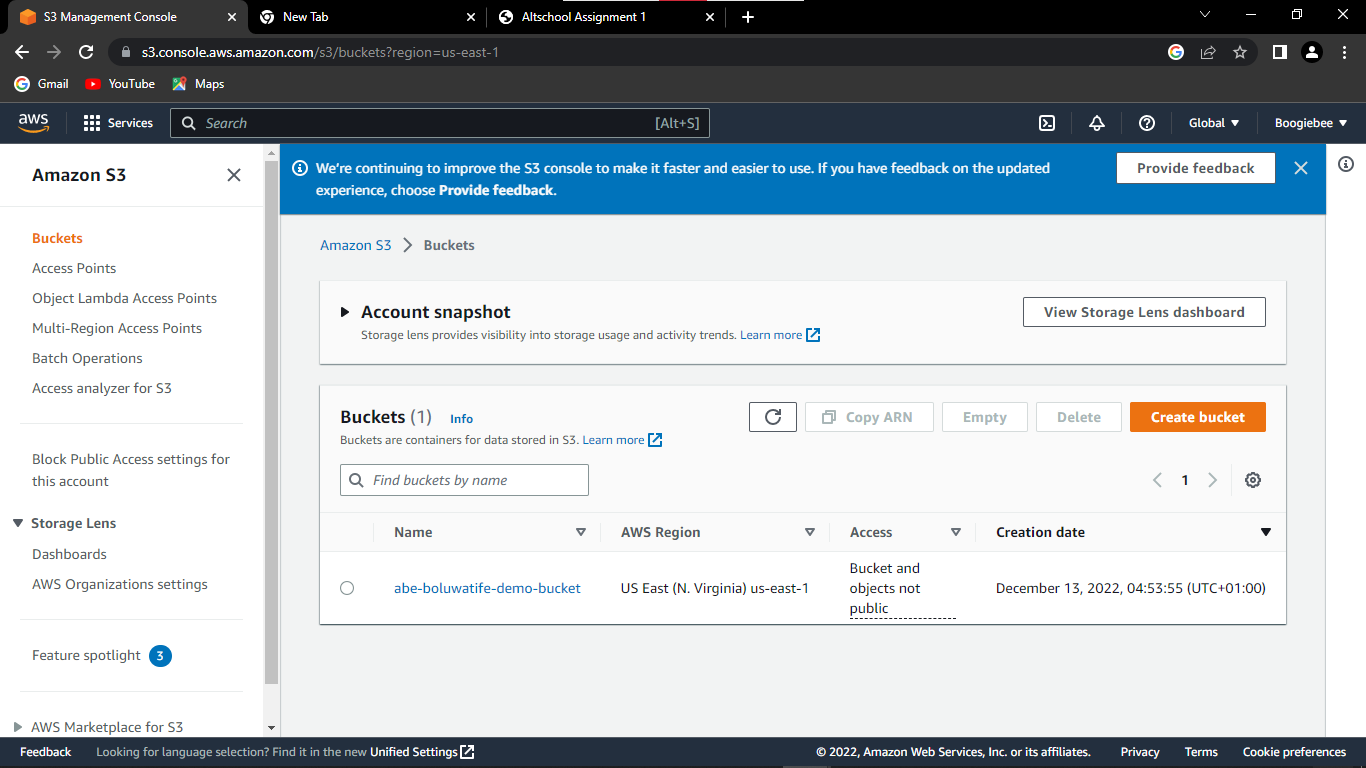 S3 Management Console
New Tab
Altschool Assignment 1
s3.console.aws.amazon.com/s3/buckets?region=us-east-1
Gmail
YouTube
Maps
aws
Services
Search
[Alt+S]
Global
Boogiebee
Amazon S3
Buckets
Access Points
Object Lambda Access Points
Multi-Region Access Points
Batch Operations
Access analyzer for S3
Block Public Access settings for
this account
Storage Lens
Dashboards
AWS Organizations settings
Feature spotlight 3
AWS Marketplace for S3
We're continuing to improve the S3 console to make it faster and easier to use. If you have feedback on the updated
experience, choose Provide feedback.
Provide feedback
Amazon S3 > Buckets
Account snapshot
Storage lens provides visibility into storage usage and activity trends. Learn more
View Storage Lens dashboard
Buckets (1) Info
Buckets are containers for data stored in S3. Learn more
Copy ARN
Empty
Delete
Create bucket
Find buckets by name
1
Name
AWS Region
Access
Creation date
abe-boluwatife-demo-bucket
US East (N. Virginia) us-east-1
Bucket and
objects not
public
December 13, 2022, 04:53:55 (UTC+01:00)
Feedback
Looking for language selection? Find it in the new Unified Settings
© 2022, Amazon Web Services, Inc. or its affiliates.
Privacy
Terms
Cookie preferences